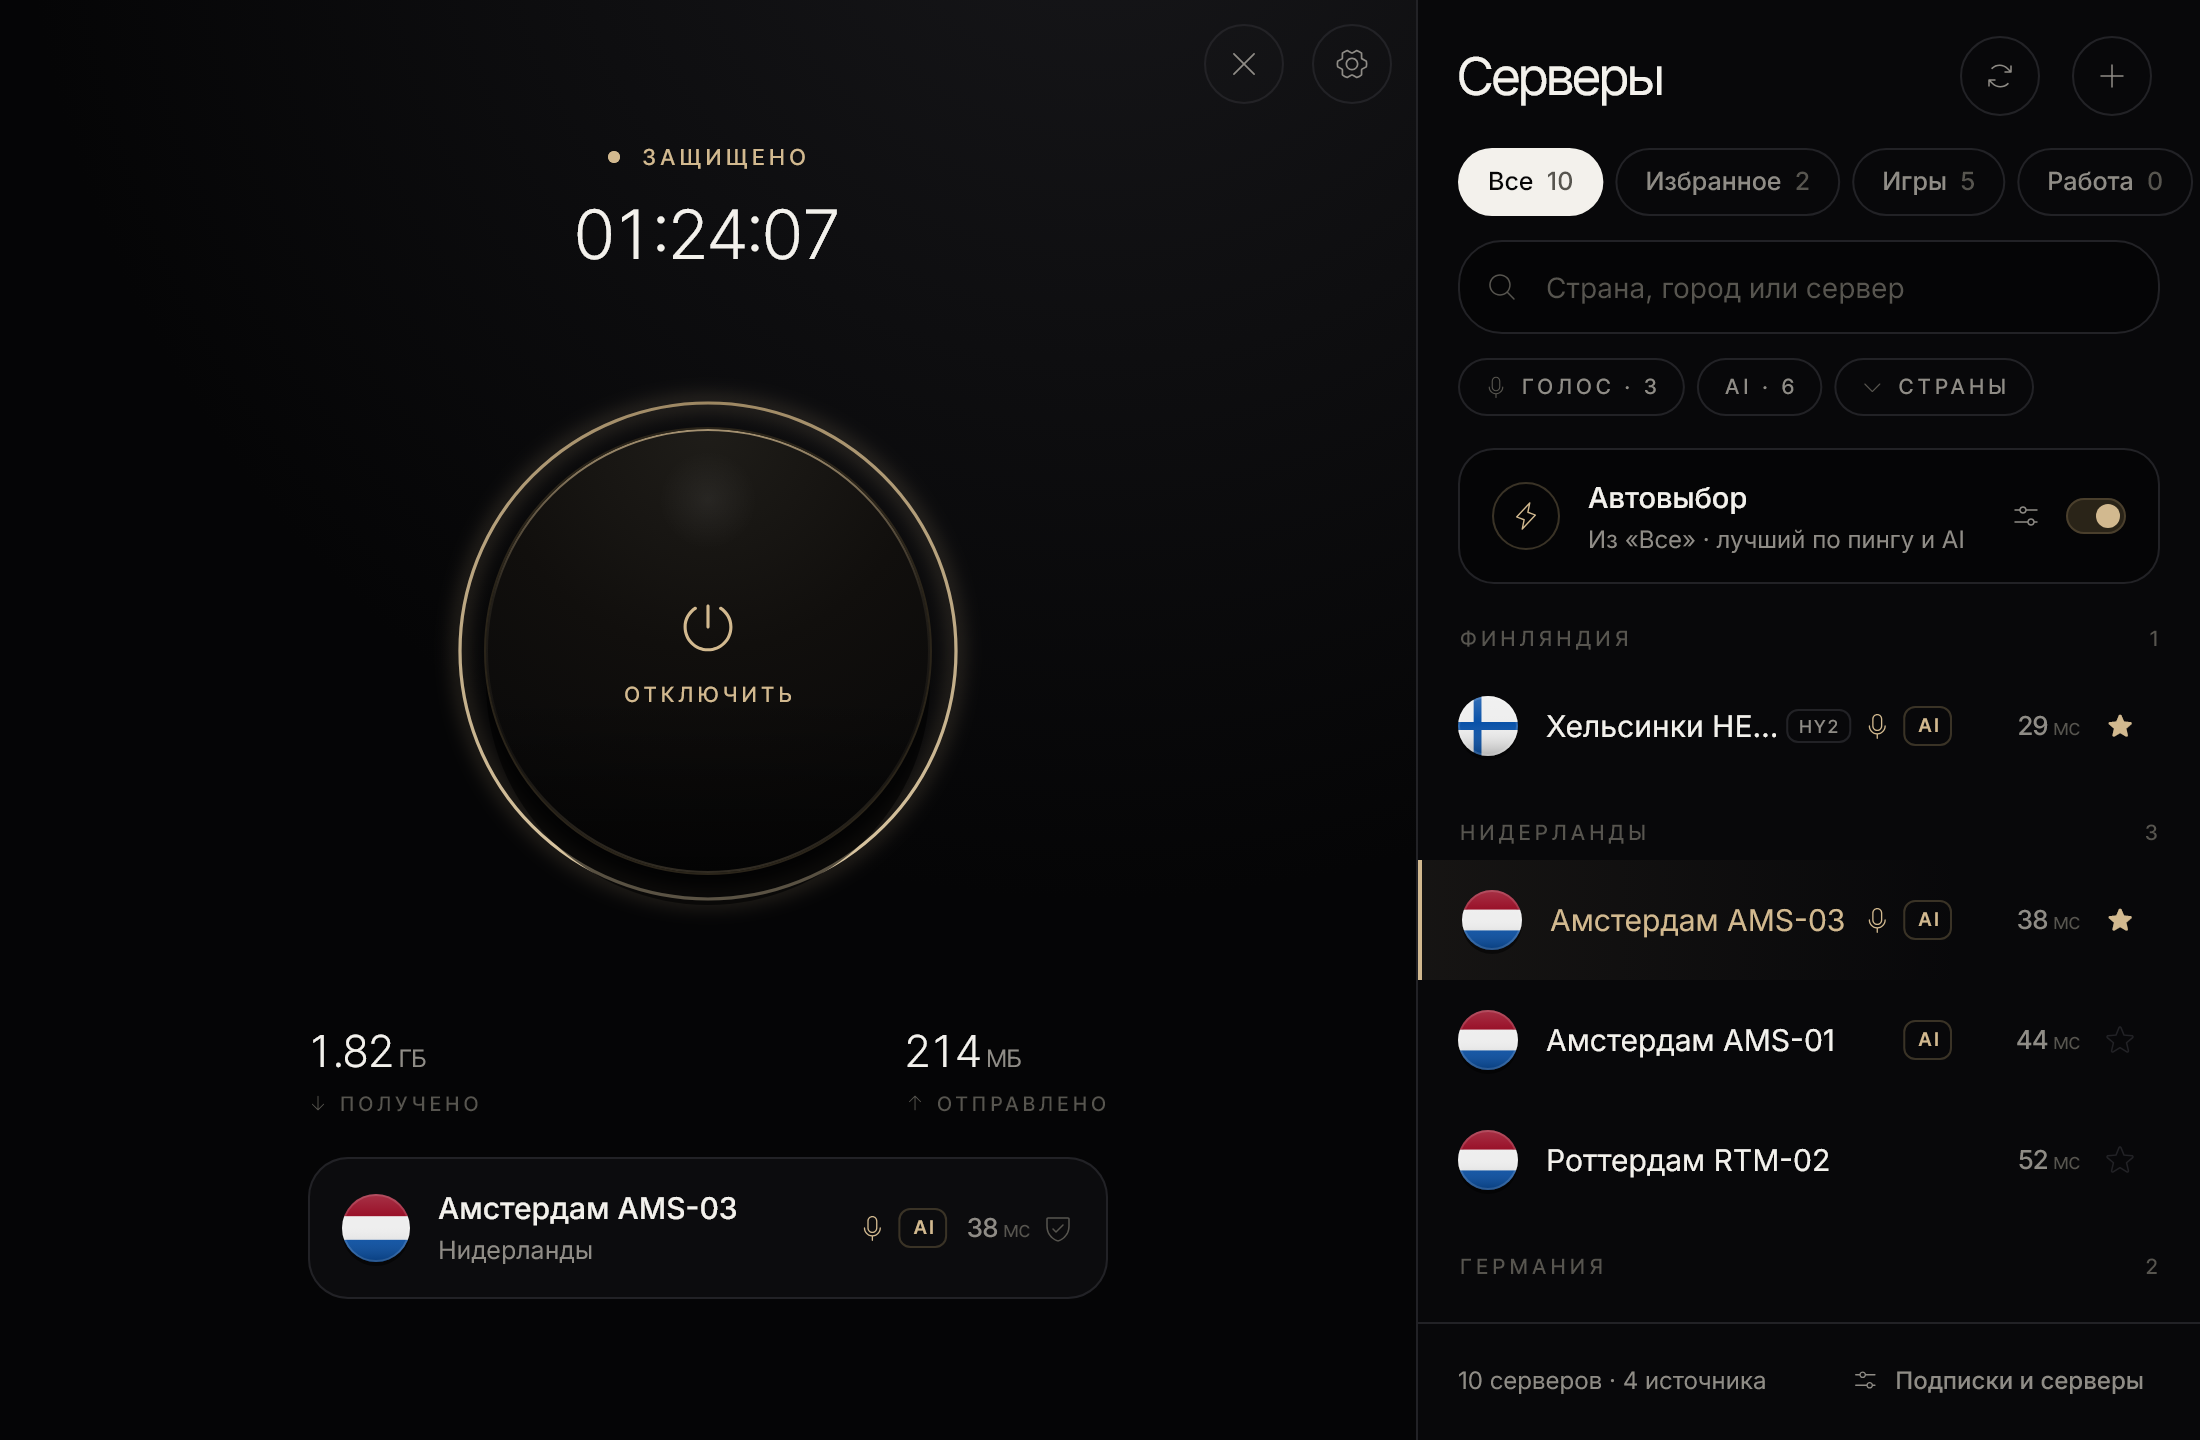 ЗАЩИЩЕНО
01:24:07
ОТКЛЮЧИТЬ
1.82 ГБ
ПОЛУЧЕНО
214 МБ
ОТПРАВЛЕНО
Амстердам AMS-03
Нидерланды
AI 38 мс
Серверы
Все 10 Избранное 2 Игры 5 Работа 0
Страна, город или сервер
ГОЛОС · 3 AI · 6 СТРАНЫ
Автовыбор
Из «Все» · лучший по пингу и AI
ФИНЛЯНДИЯ 1
Хельсинки HE... HY2 AI 29 мс
НИДЕРЛАНДЫ 3
Амстердам AMS-03 AI 38 мс
Амстердам AMS-01 AI 44 мс
Роттердам RTM-02 52 мс
ГЕРМАНИЯ 2
10 серверов · 4 источника Подписки и серверы